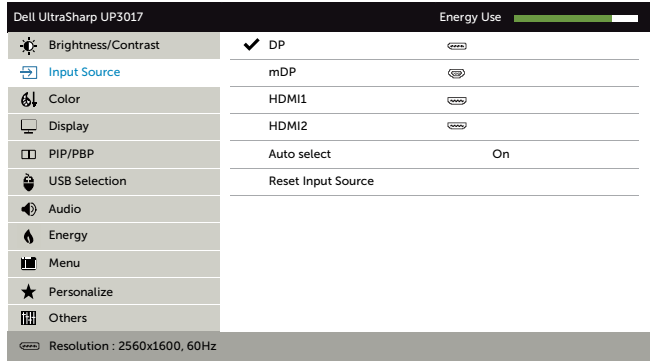 Dell UltraSharp UP3017 Energy Use
Brightness/Contrast DP
Input Source mDP
Color HDMI1
Display HDMI2
PIP/PBP Auto select On
USB Selection Reset Input Source
Audio
Energy
Menu
Personalize
Others
Resolution : 2560x1600, 60Hz